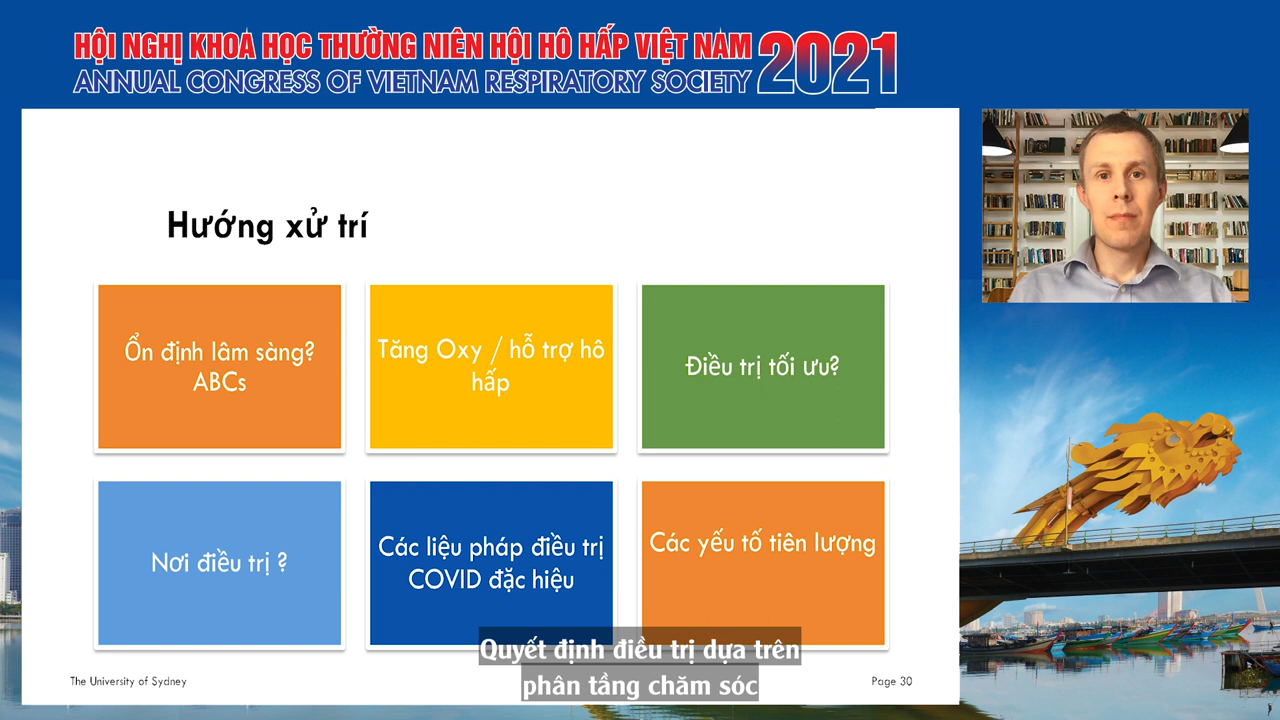 HỘI NGHỊ KHOA HỌC THƯỜNG NIÊN HỘI HÔ HẤP VIỆT NAM 2021
ANNUAL CONGRESS OF VIETNAM RESPIRATORY SOCIETY
Hướng xử trí
Ổn định lâm sàng?
ABCs
Tăng Oxy / hỗ trợ hô
hấp
Điều trị tối ưu?
Nơi điều trị ?
Các liệu pháp điều trị
COVID đặc hiệu
Các yếu tố tiên lượng
Quyết định điều trị dựa trên
phân tầng chăm sóc
The University of Sydney
Page 30